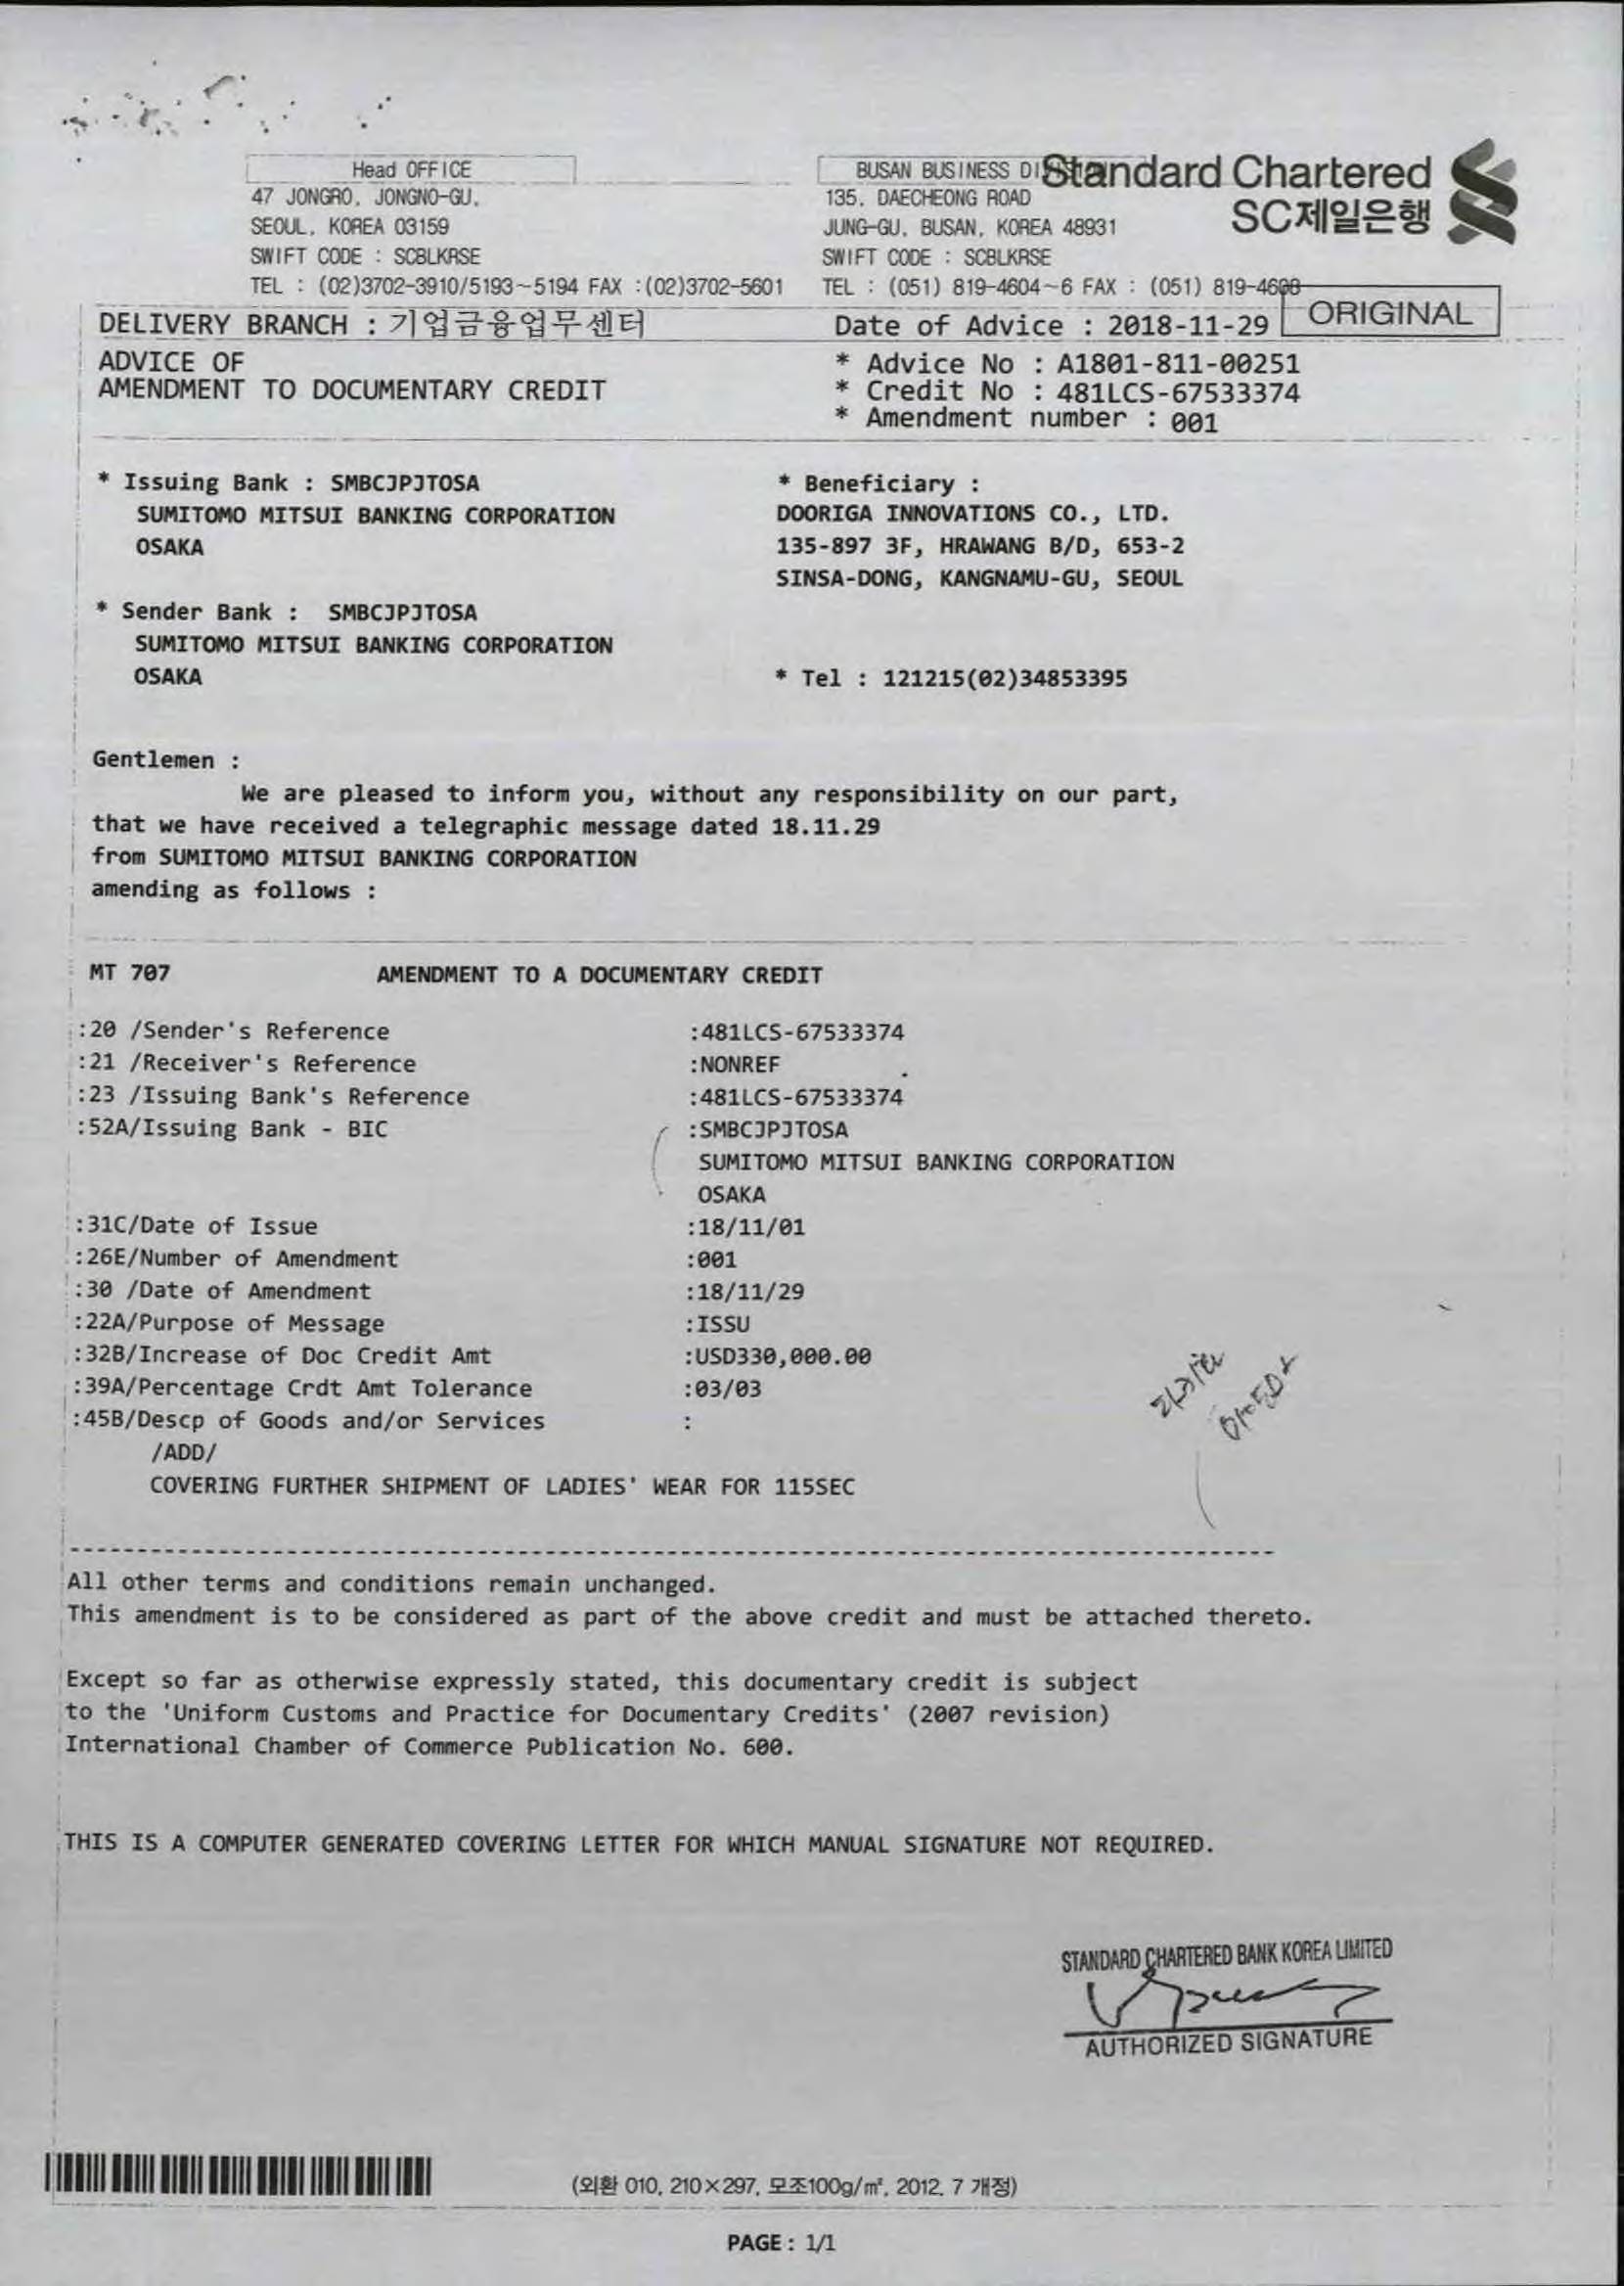 Head OFFICE
47 JONGRO, JONGNO-GU,
SEOUL, KOREA 03159
SWIFT CODE : SCBLKRSE
TEL : (02)3702-3910/5193~5194 FAX :(02)3702-5601
BUSAN BUSINESS
135, DAECHEONG ROAD
JUNG-GU, BUSAN, KOREA 48931
SWIFT CODE : SCBLKRSE
TEL : (051) 819-4604~6 FAX : (051)
Standard Chartered
SC제일은행
ORIGINAL
DELIVERY BRANCH : 기업금융업무센터
Date of Advice : 2018-11-29
ADVICE OF
AMENDMENT TO DOCUMENTARY CREDIT
* Advice No : A1801-811-00251
* Credit No : 481LCS-67533374
* Amendment number : 001
* Issuing Bank : SMBCJPJTOSA
SUMITOMO MITSUI BANKING CORPORATION
OSAKA
* Beneficiary :
DOORIGA INNOVATIONS CO., LTD.
135-897 3F, HRAWANG B/D, 653-2
SINSA-DONG, KANGNAMU-GU, SEOUL
* Sender Bank : SMBCJPJTOSA
SUMITOMO MITSUI BANKING CORPORATION
OSAKA
* Tel : 121215(02)34853395
Gentlemen :
We are pleased to inform you, without any responsibility on our part,
that we have received a telegraphic message dated 18.11.29
from SUMITOMO MITSUI BANKING CORPORATION
amending as follows :
MT 707 AMENDMENT TO A DOCUMENTARY CREDIT
:20 /Sender's Reference :481LCS-67533374
:21 /Receiver's Reference :NONREF
:23 /Issuing Bank's Reference :481LCS-67533374
:52A/Issuing Bank - BIC :SMBCJPJTOSA
SUMITOMO MITSUI BANKING CORPORATION
OSAKA
:31C/Date of Issue :18/11/01
:26E/Number of Amendment :001
:30 /Date of Amendment :18/11/29
:22A/Purpose of Message :ISSU
:32B/Increase of Doc Credit Amt :USD330,000.00
:39A/Percentage Crdt Amt Tolerance :03/03
:45B/Descp of Goods and/or Services :
/ADD/
COVERING FURTHER SHIPMENT OF LADIES' WEAR FOR 115SEC
All other terms and conditions remain unchanged.
This amendment is to be considered as part of the above credit and must be attached thereto.
Except so far as otherwise expressly stated, this documentary credit is subject
to the 'Uniform Customs and Practice for Documentary Credits' (2007 revision)
International Chamber of Commerce Publication No. 600.
THIS IS A COMPUTER GENERATED COVERING LETTER FOR WHICH MANUAL SIGNATURE NOT REQUIRED.
STANDARD CHARTERED BANK KOREA LIMITED
AUTHORIZED SIGNATURE
(외환 010, 210×297, 모조100g/㎡, 2012. 7 개정)
PAGE : 1/1